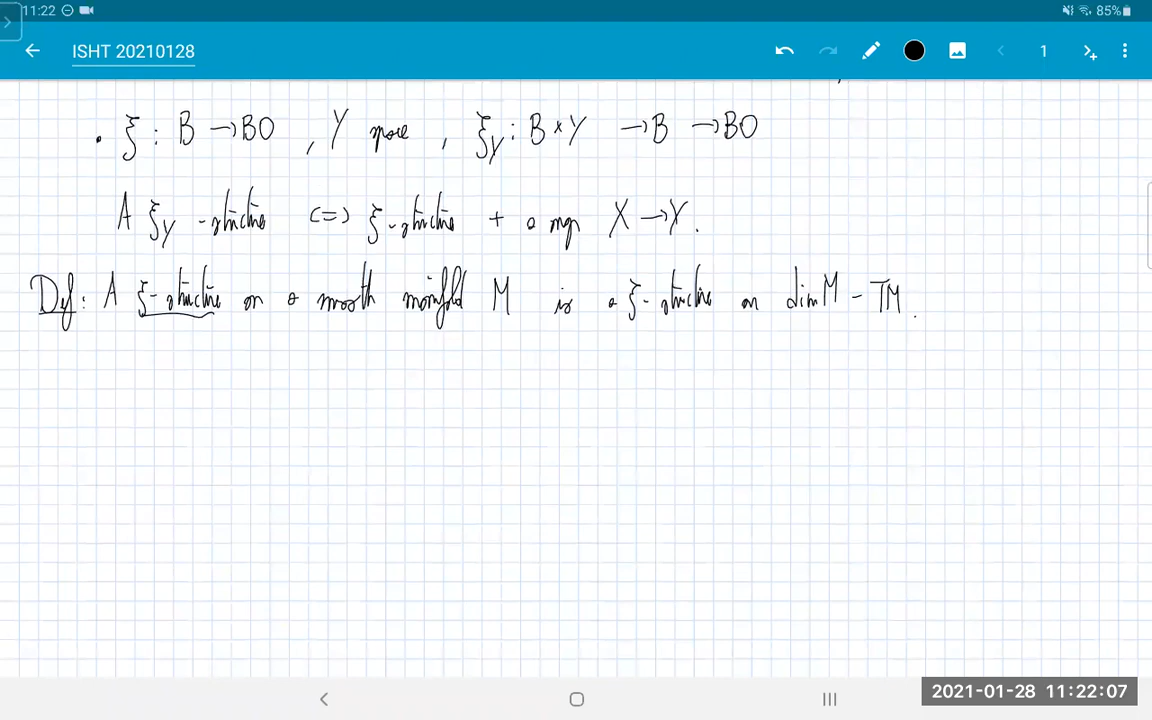 11:22
85%
ISHT 20210128
1
· ξ : B → BO , Y space , ξ_Y : B × Y → B → BO
A ξ_Y -structure <=> ξ-structure + a map X → Y.
Def: A ξ-structure on a smooth manifold M is a ξ-structure on dim M - TM.
2021-01-28 11:22:07